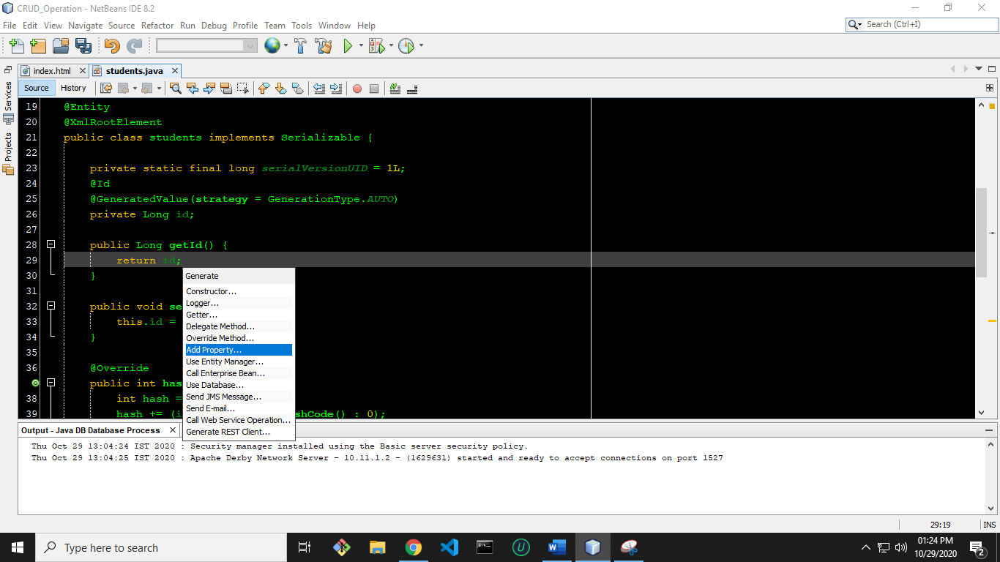 CRUD_Operation - NetBeans IDE 8.2
File Edit View Navigate Source Refactor Run Debug Profile Team Tools Window Help
Search (Ctrl+I)
index.html students.java
Services
Projects
Source History
19 @Entity
20 @XmlRootElement
21 public class students implements Serializable {
22
23 private static final long serialVersionUID = 1L;
24 @Id
25 @GeneratedValue(strategy = GenerationType.AUTO)
26 private Long id;
27
28 public Long getId() {
29 return id;
30 }
31
32 public void se
33 this.id =
34 }
35
36 @Override
public int has
38 int hash =
39 hash += (i shCode() : 0);
Generate
Constructor...
Logger...
Getter...
Delegate Method...
Override Method...
Add Property...
Use Entity Manager...
Call Enterprise Bean...
Use Database...
Send JMS Message...
Send E-mail...
Call Web Service Operation...
Generate REST Client...
Output - Java DB Database Process
Thu Oct 29 13:04:24 IST 2020 : Security manager installed using the Basic server security policy.
Thu Oct 29 13:04:25 IST 2020 : Apache Derby Network Server - 10.11.1.2 - (1629631) started and ready to accept connections on port 1527
29:19 INS
Type here to search
01:24 PM
10/29/2020
2